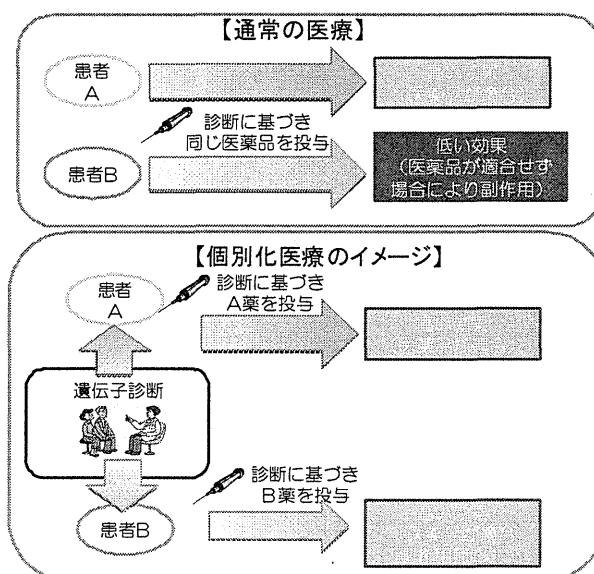 【通常の医療】
患者
A
診断に基づき
同じ医薬品を投与
患者B
低い効果
(医薬品が適合せず
場合により副作用)
【個別化医療のイメージ】
患者
A
診断に基づき
A薬を投与
遺伝子診断
診断に基づき
B薬を投与
患者B